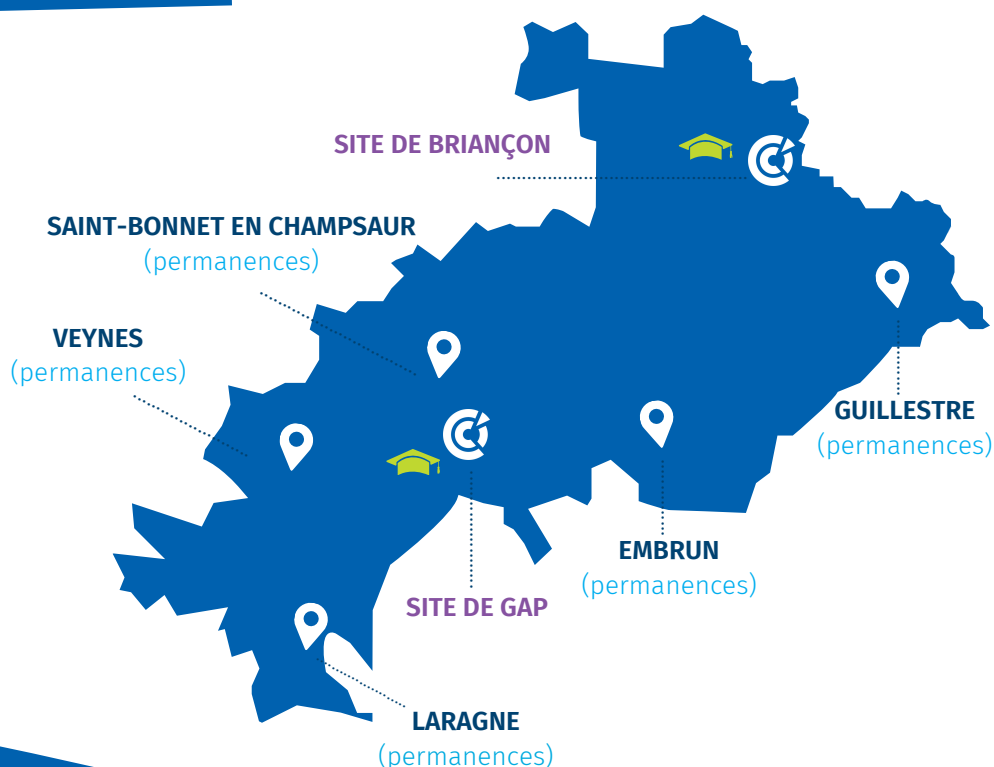 SITE DE BRIANÇON
SAINT-BONNET EN CHAMPSAUR
(permanences)
VEYNES
(permanences)
GUILLESTRE
(permanences)
EMBRUN
(permanences)
SITE DE GAP
LARAGNE
(permanences)